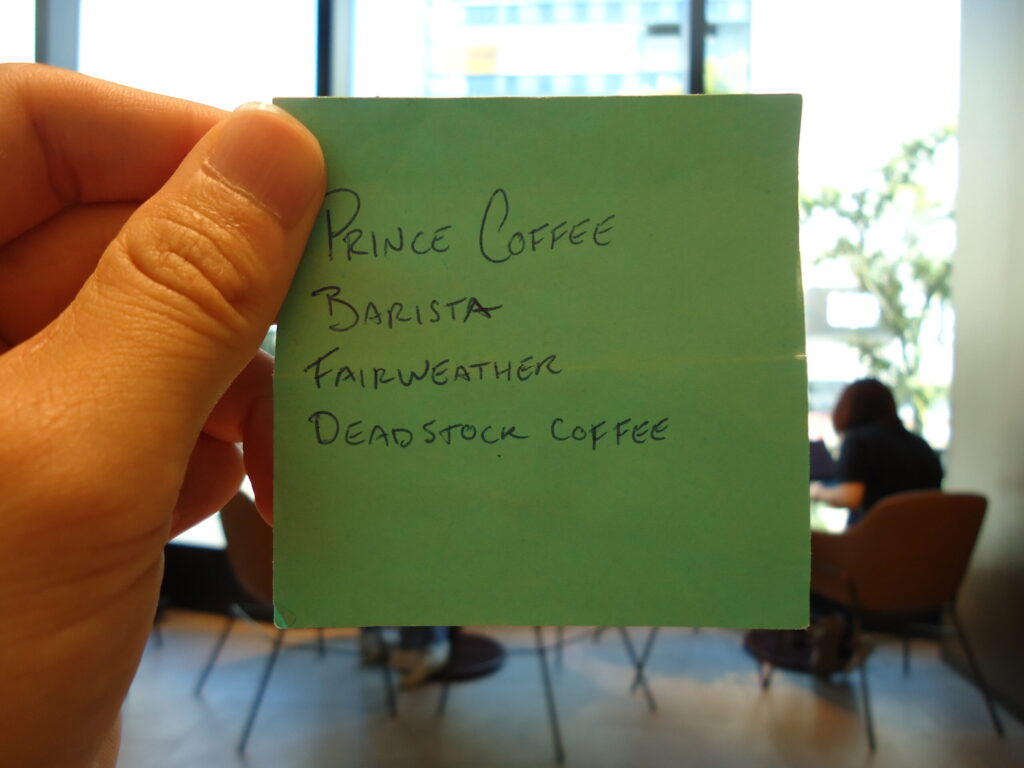 Prince Coffee
Barista
Fairweather
Deadstock Coffee